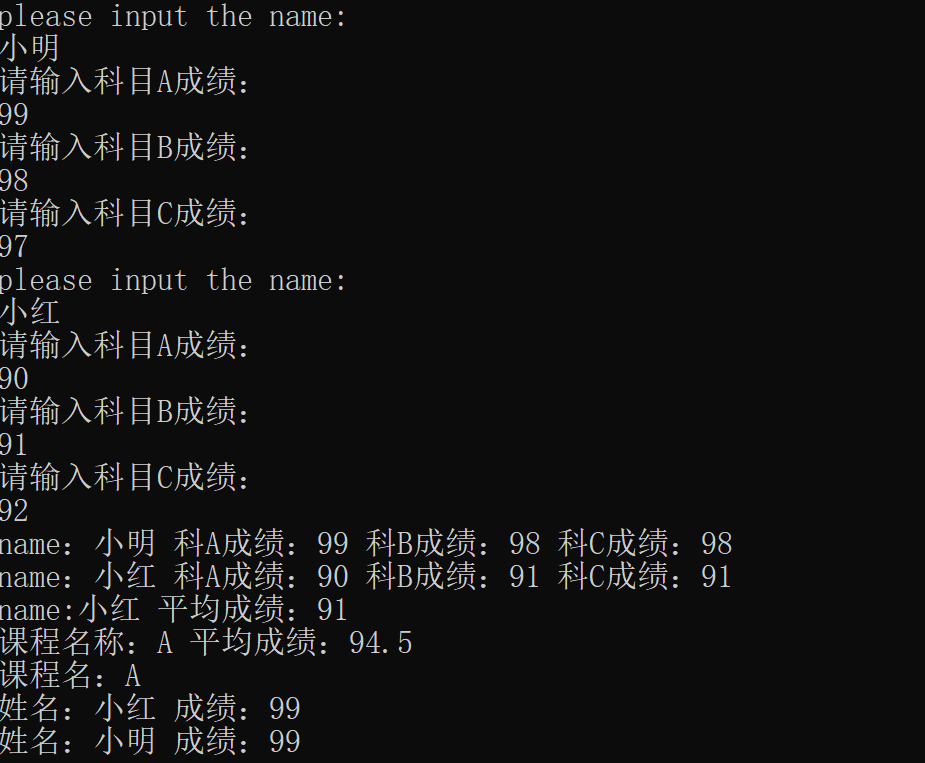 please input the name:
小明
请输入科目A成绩：
99
请输入科目B成绩：
98
请输入科目C成绩：
97
please input the name:
小红
请输入科目A成绩：
90
请输入科目B成绩：
91
请输入科目C成绩：
92
name：小明 科A成绩：99 科B成绩：98 科C成绩：98
name：小红 科A成绩：90 科B成绩：91 科C成绩：91
name:小红 平均成绩：91
课程名称：A 平均成绩：94.5
课程名：A
姓名：小红 成绩：99
姓名：小明 成绩：99